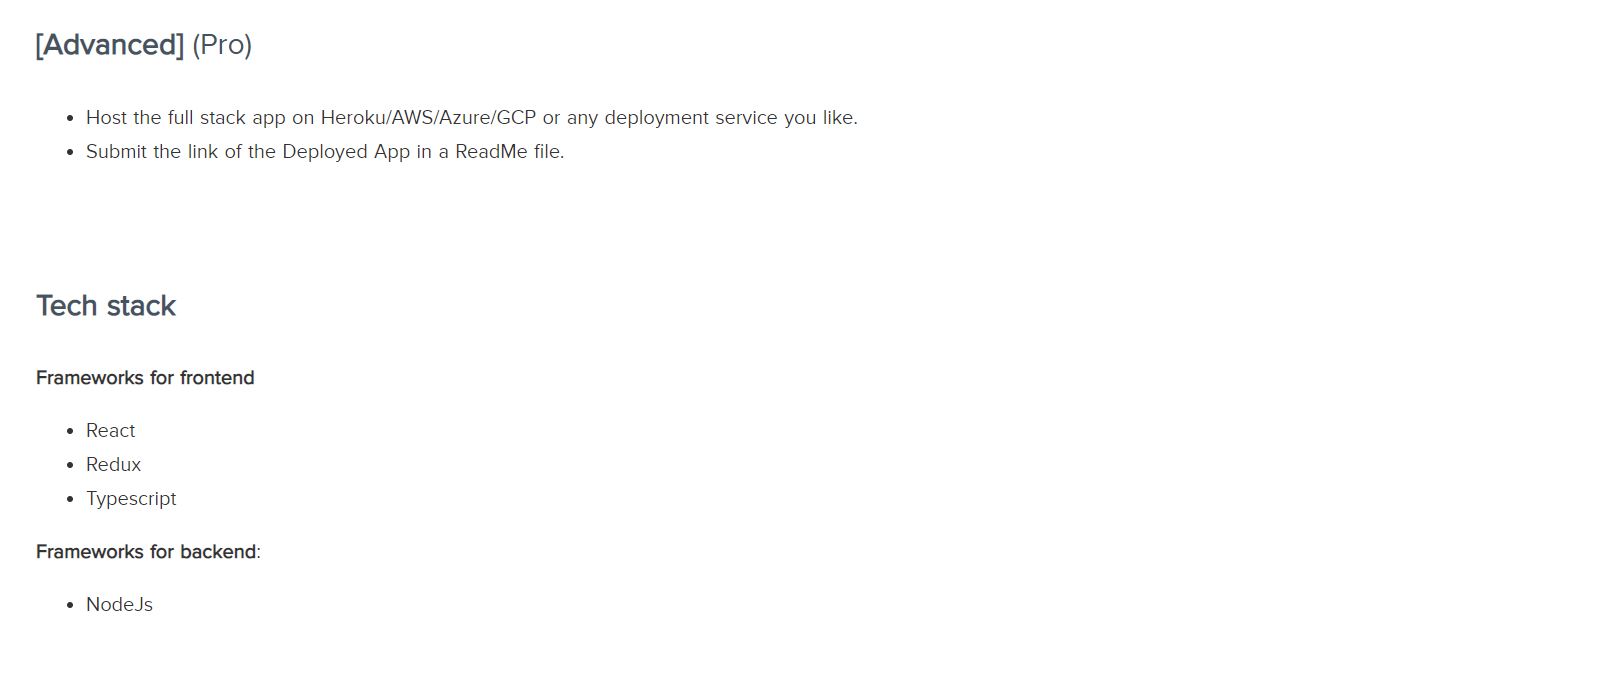 [Advanced] (Pro)
• Host the full stack app on Heroku/AWS/Azure/GCP or any deployment service you like.
• Submit the link of the Deployed App in a ReadMe file.
Tech stack
Frameworks for frontend
• React
• Redux
• Typescript
Frameworks for backend:
• NodeJs